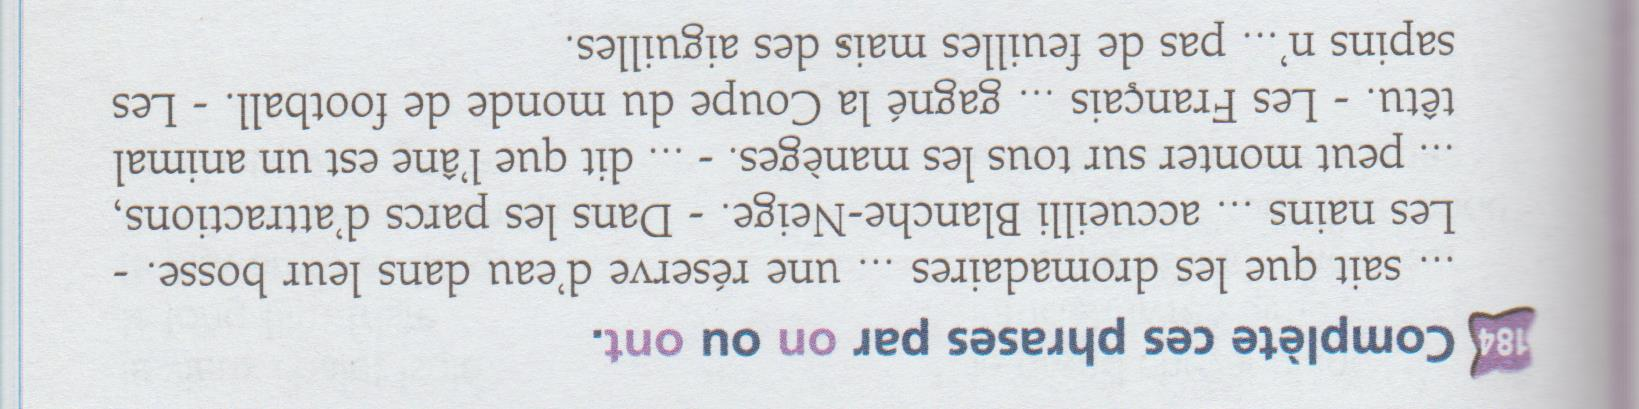 184 Complète ces phrases par on ou ont.
... sait que les dromadaires ... une réserve d'eau dans leur bosse. -
Les nains ... accueilli Blanche-Neige. - Dans les parcs d'attractions,
... peut monter sur tous les manèges. - ... dit que l'âne est un animal
têtu. - Les Français ... gagné la Coupe du monde de football. - Les
sapins n'... pas de feuilles mais des aiguilles.